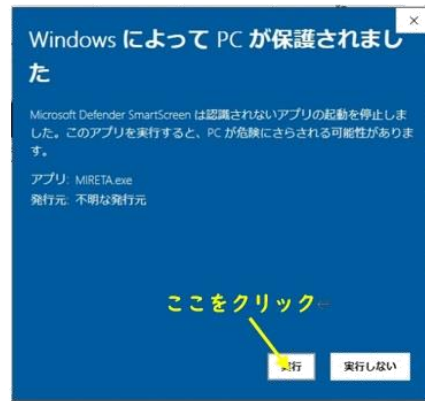 Windows によって PC が保護されまし
た
Microsoft Defender SmartScreen は認識されないアプリの起動を停止しま
した。このアプリを実行すると、PC が危険にさらされる可能性がありま
す。
アプリ: MIRETA.exe
発行元: 不明な発行元
ここをクリック
実行 実行しない